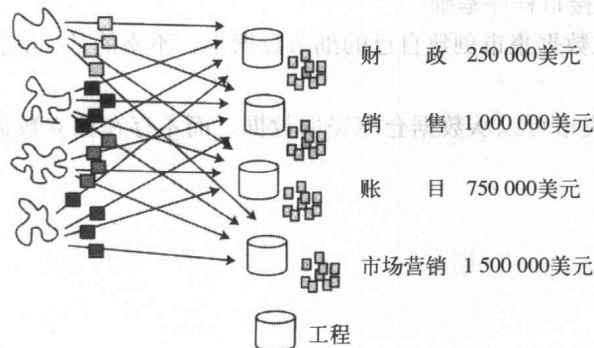 财 政 250 000美元
销 售 1 000 000美元
账 目 750 000美元
市场营销 1 500 000美元
工程